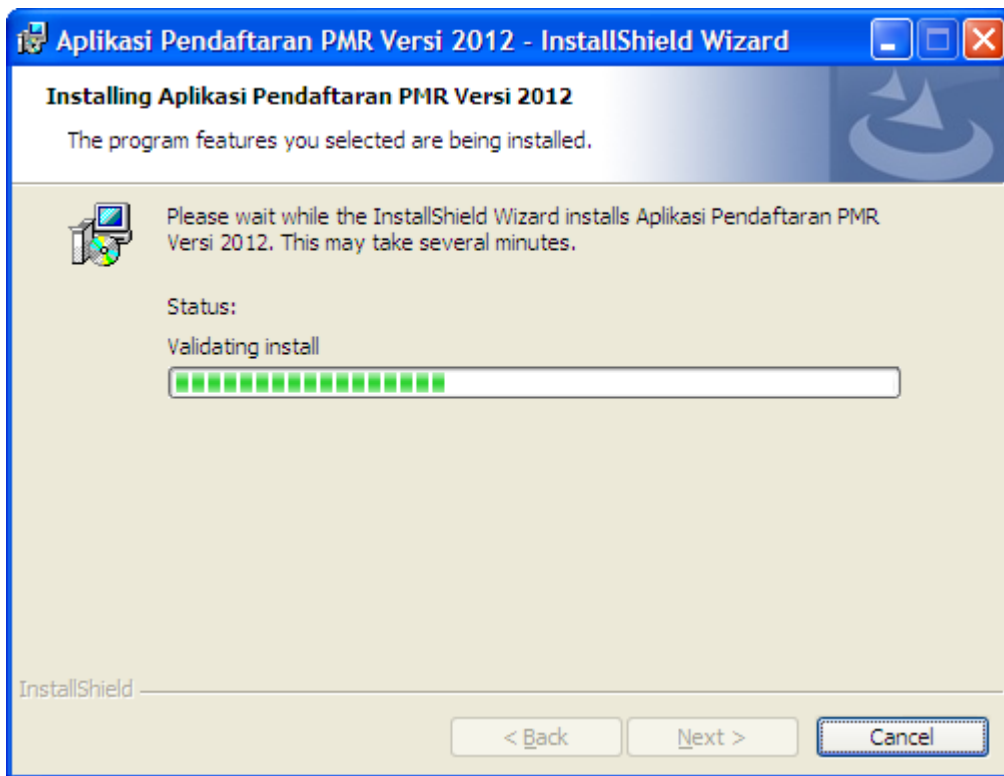 Aplikasi Pendaftaran PMR Versi 2012 - InstallShield Wizard
Installing Aplikasi Pendaftaran PMR Versi 2012
The program features you selected are being installed.
Please wait while the InstallShield Wizard installs Aplikasi Pendaftaran PMR
Versi 2012. This may take several minutes.
Status:
Validating install
InstallShield
< Back Next > Cancel